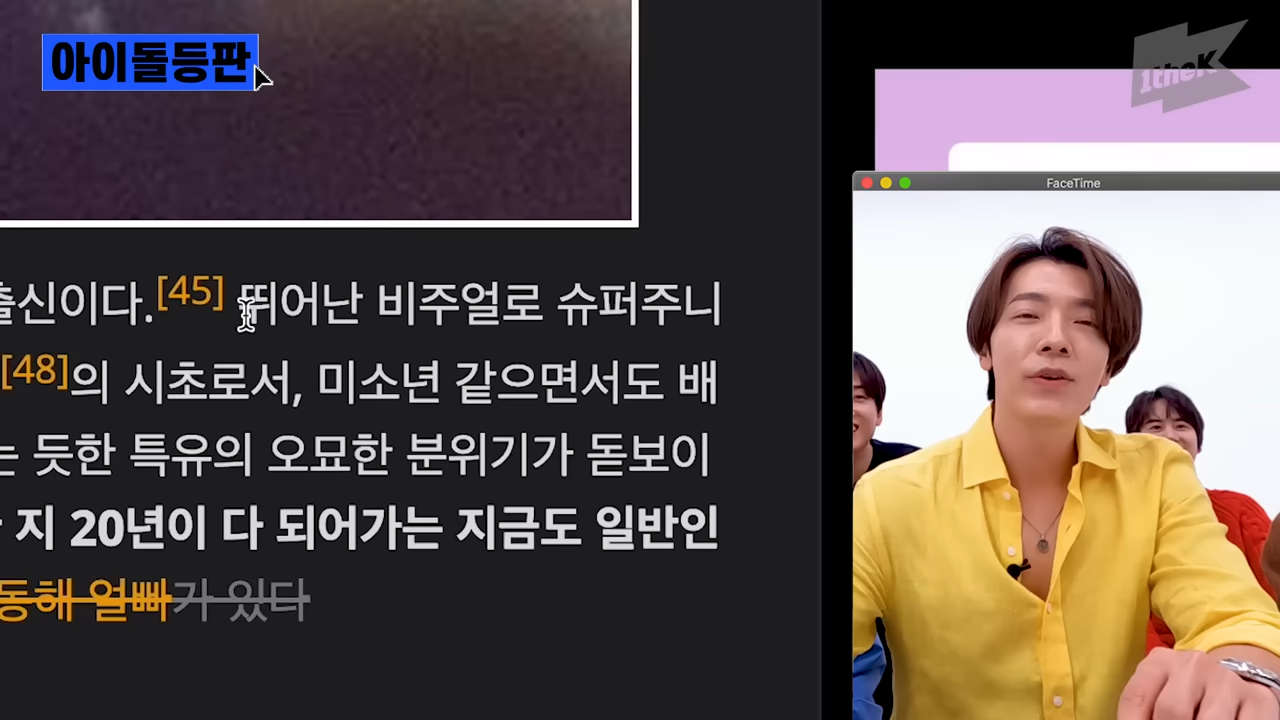 아이돌등판
1theK
FaceTime
출신이다.[45] 뛰어난 비주얼로 슈퍼주니
[48]의 시초로서, 미소년 같으면서도 배
는 듯한 특유의 오묘한 분위기가 돋보이
지 20년이 다 되어가는 지금도 일반인
동해 얼빠가 있다